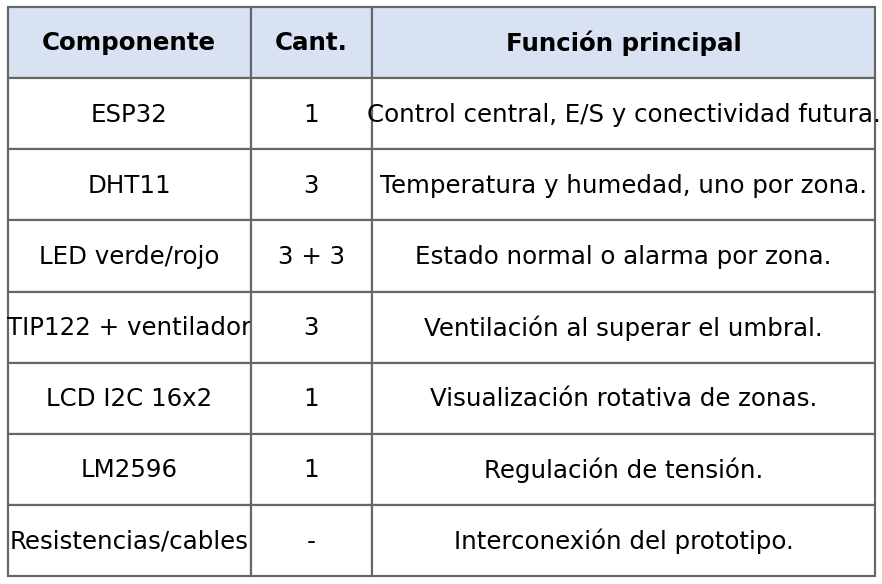 Componente Cant. Función principal
ESP32 1 Control central, E/S y conectividad futura.
DHT11 3 Temperatura y humedad, uno por zona.
LED verde/rojo 3 + 3 Estado normal o alarma por zona.
TIP122 + ventilador 3 Ventilación al superar el umbral.
LCD I2C 16x2 1 Visualización rotativa de zonas.
LM2596 1 Regulación de tensión.
Resistencias/cables - Interconexión del prototipo.